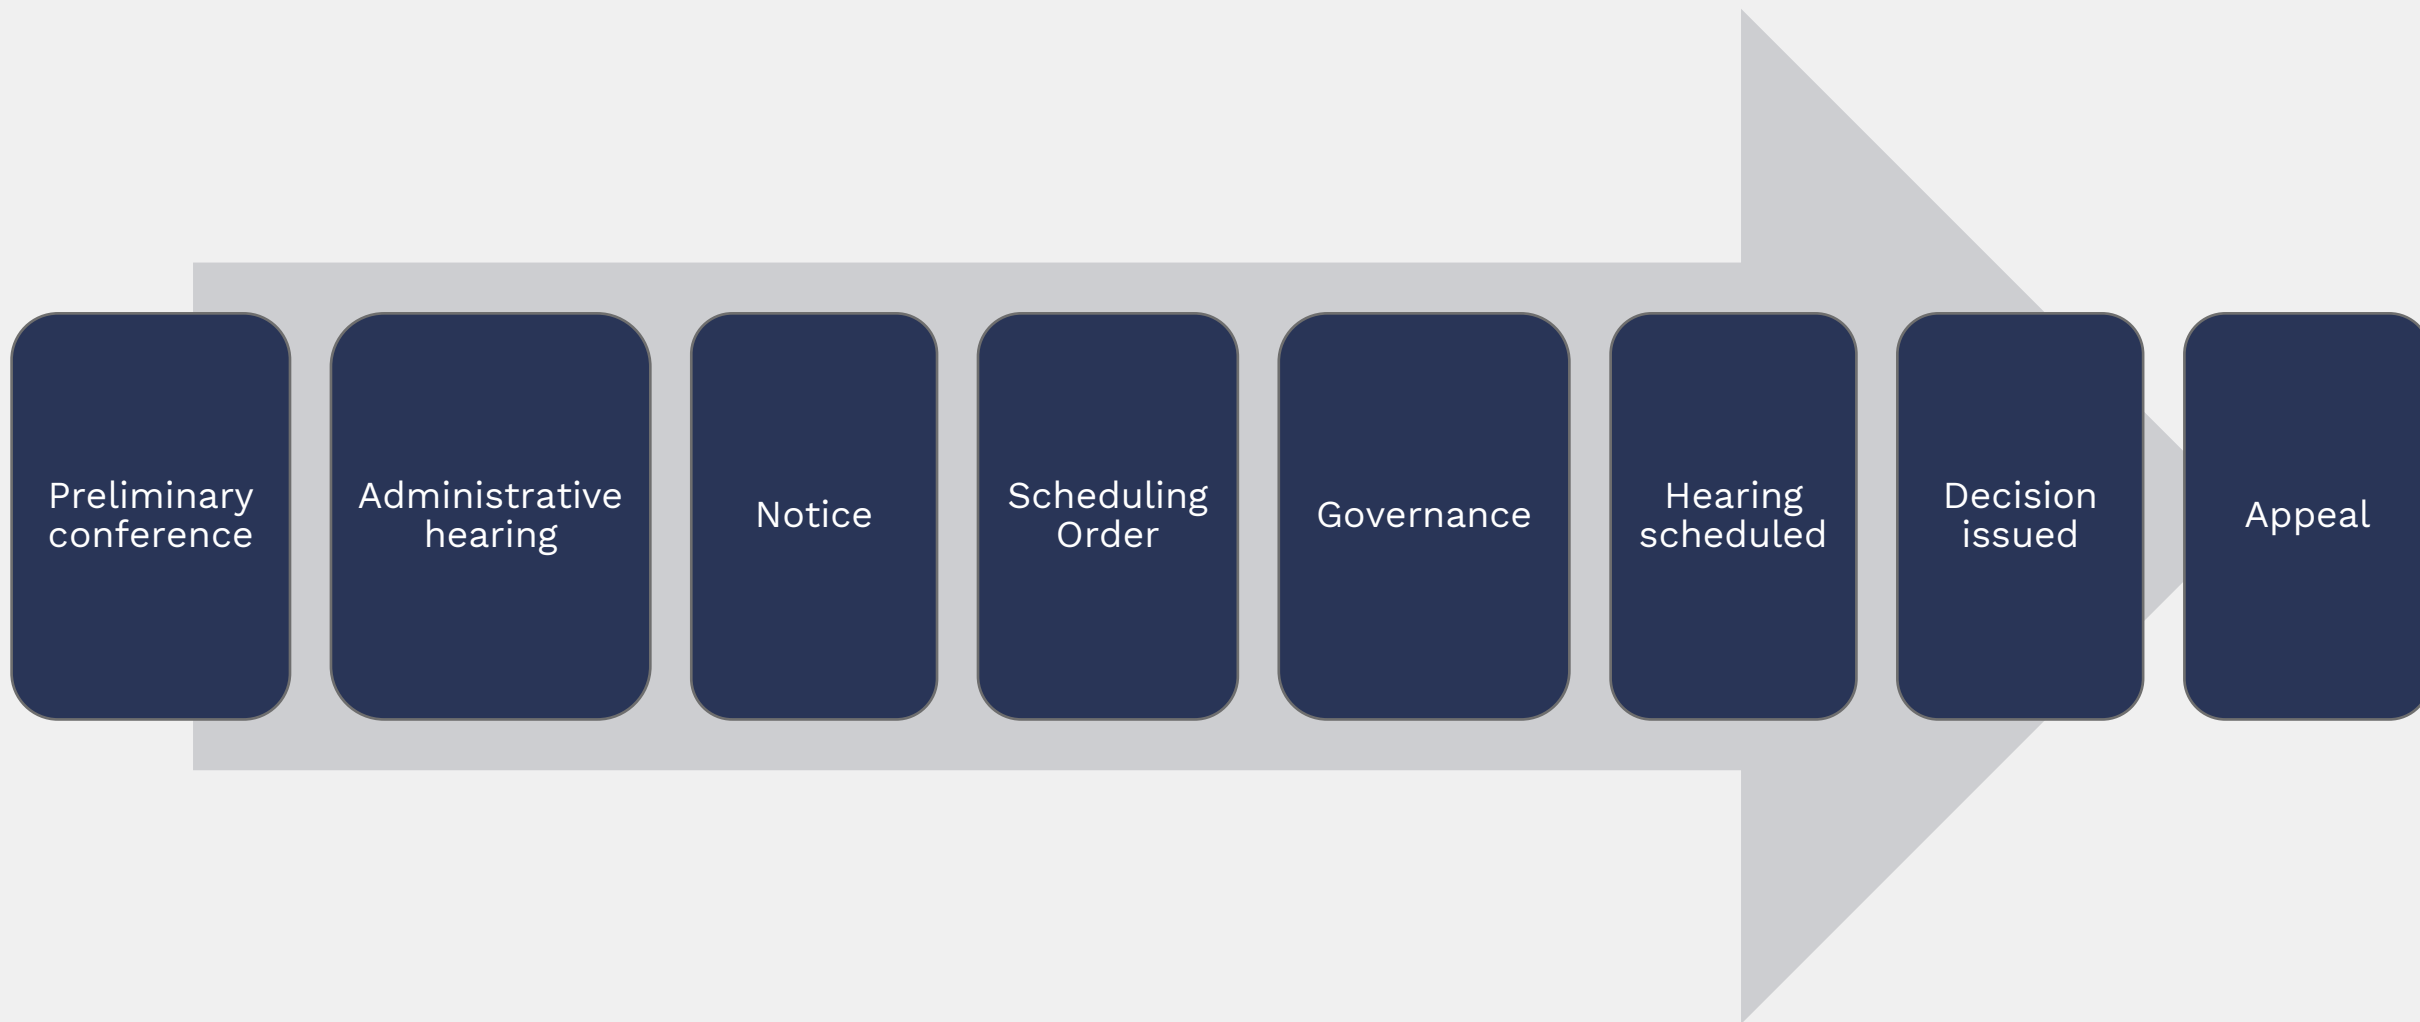 Preliminary
conference
Administrative
hearing
Notice
Scheduling
Order
Governance
Hearing
scheduled
Decision
issued
Appeal